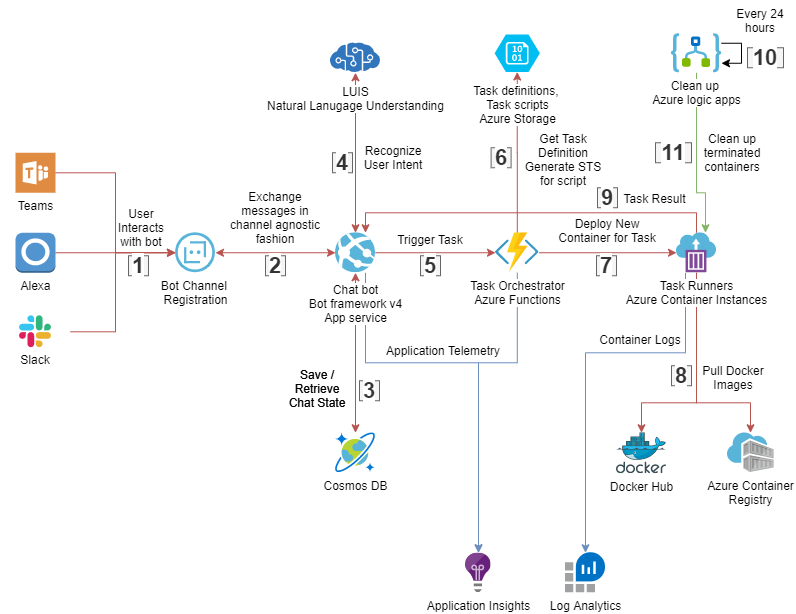 Every 24
hours
[10]
10
01
LUIS
Natural Lanugage Understanding
Task definitions,
Task scripts
Azure Storage
Clean up
Azure logic apps
[4]
Recognize
User Intent
[6]
Get Task
Definition
Generate STS
for script
[11]
Clean up
terminated
containers
T
Teams
User
Interacts
with bot
[1]
Exchange
messages in
channel agnostic
fashion
[2]
[9]
Task Result
Trigger Task
[5]
Deploy New
Container for Task
[7]
Alexa
Bot Channel
Registration
Chat bot
Bot framework v4
App service
Task Orchestrator
Azure Functions
Task Runners
Azure Container Instances
Slack
Application Telemetry
Container Logs
Save /
Retrieve
Chat State
[3]
[8]
Pull Docker
Images
Cosmos DB
docker
Docker Hub
Azure Container
Registry
Application Insights
Log Analytics